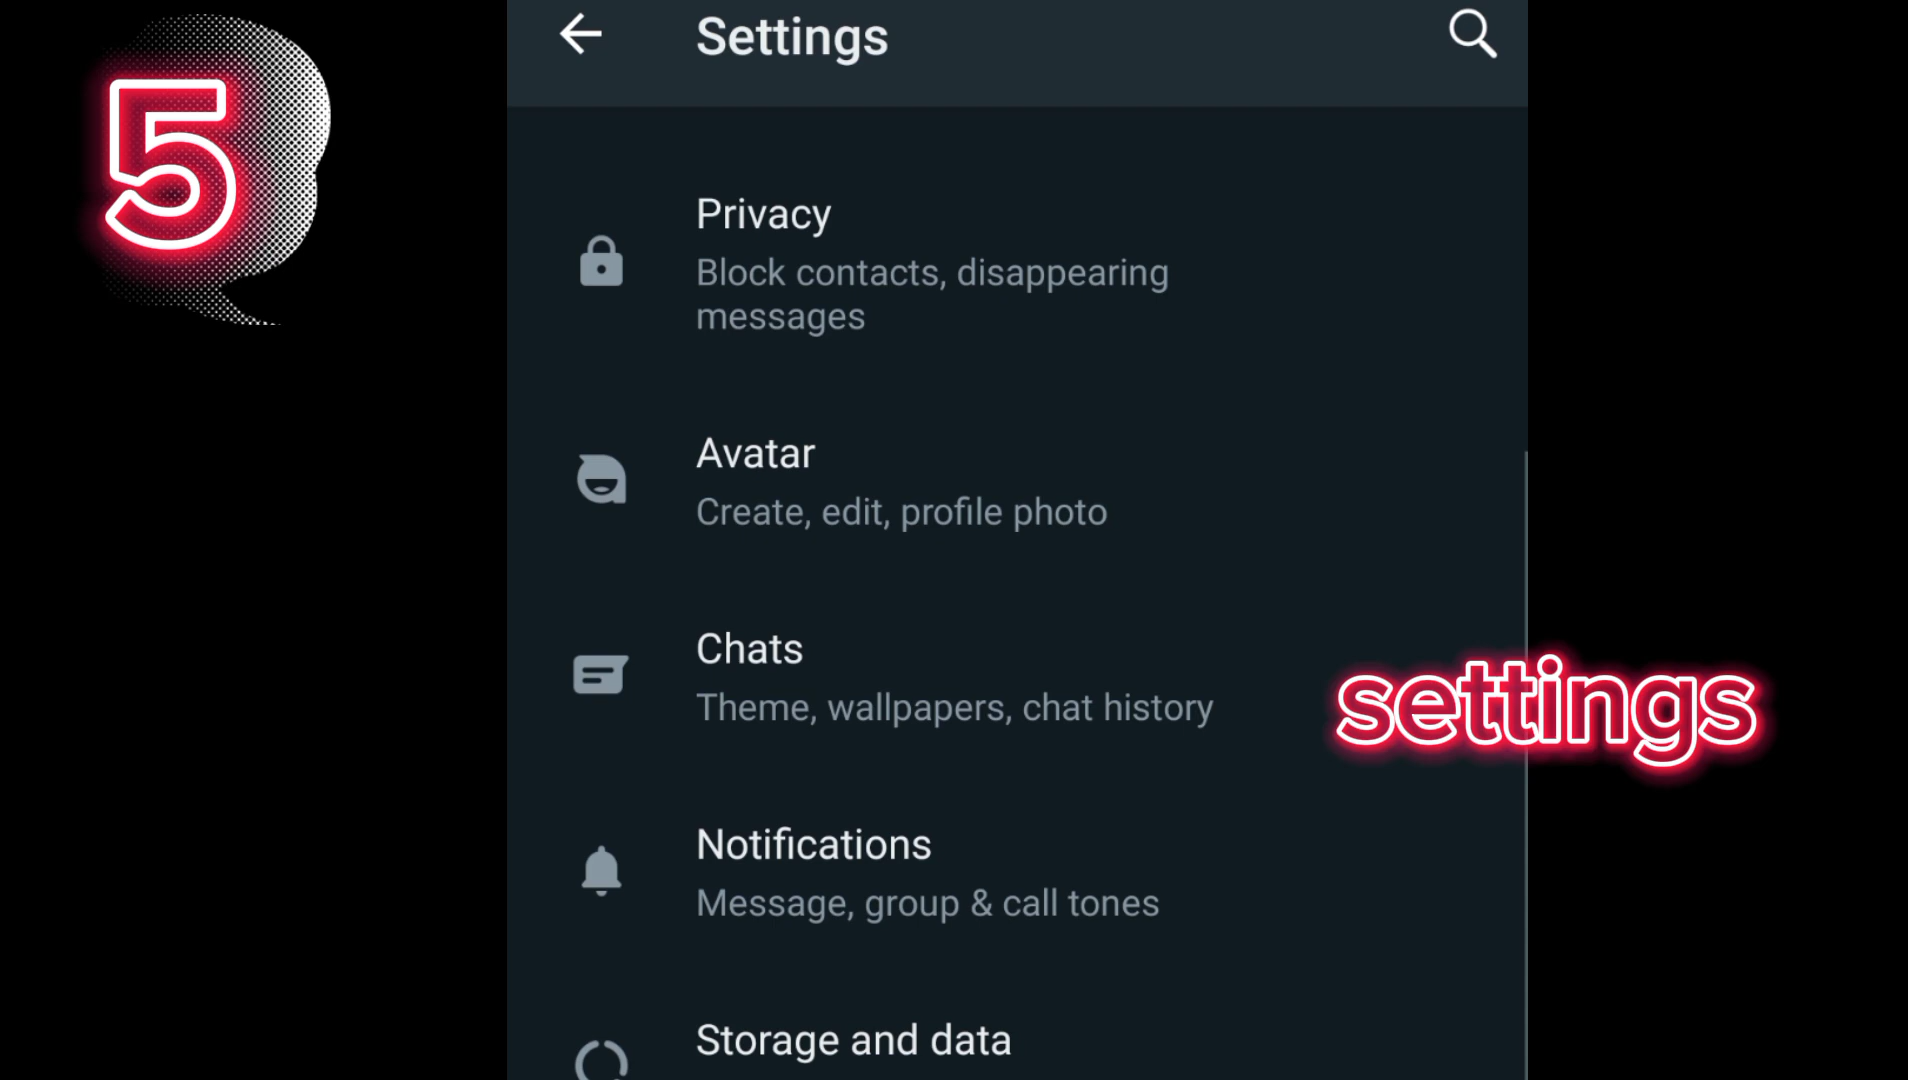 5
Settings
Privacy
Block contacts, disappearing
messages
Avatar
Create, edit, profile photo
Chats
Theme, wallpapers, chat history
settings
Notifications
Message, group & call tones
Storage and data